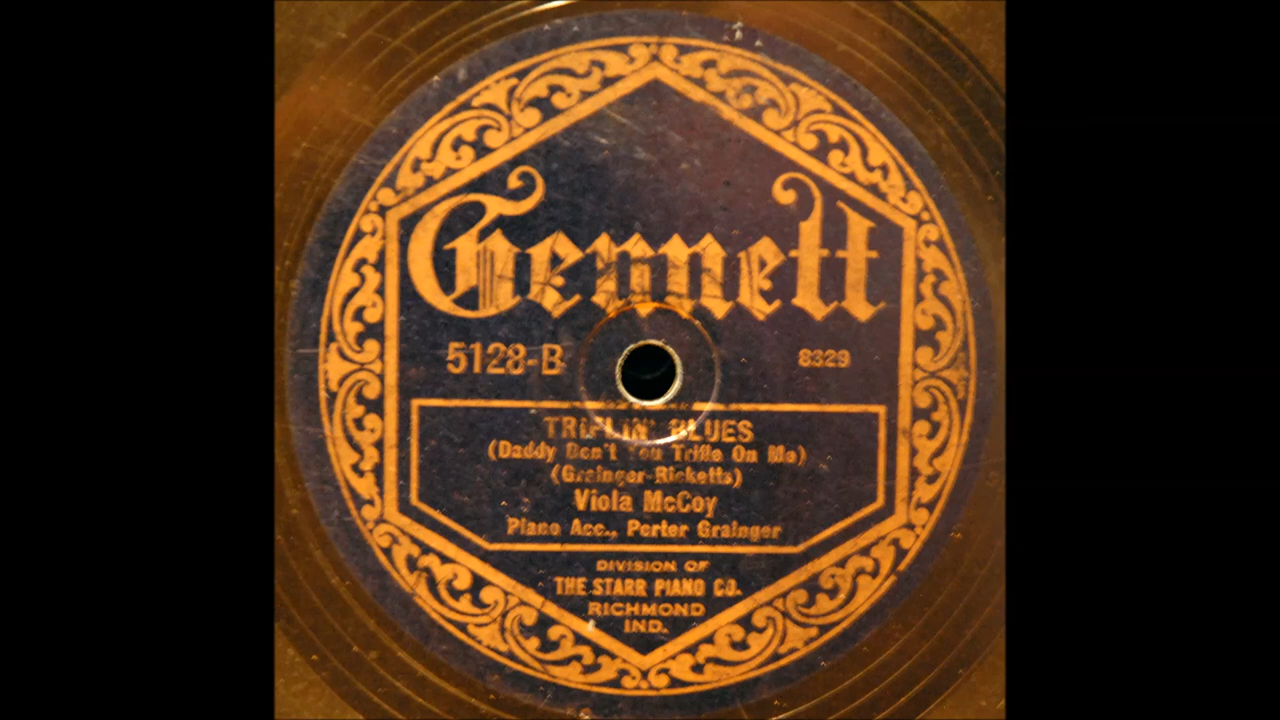 Gennett
5128-B
8329
TRIFLIN' BLUES
(Daddy Don't You Trifle On Me)
(Grainger-Ricketts)
Viola McCoy
Piano Acc., Porter Grainger
DIVISION OF
THE STARR PIANO CO.
RICHMOND
IND.